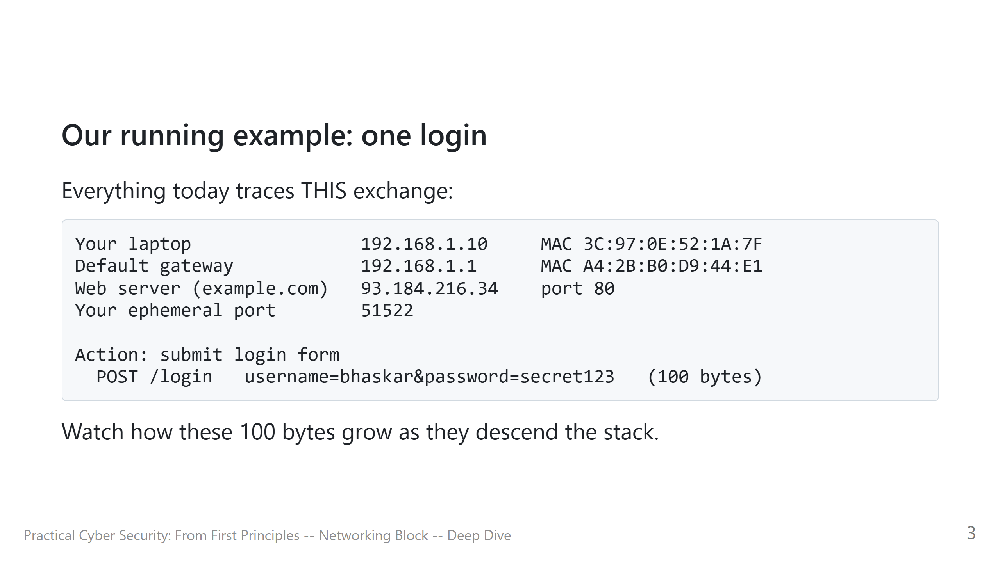 Our running example: one login
Everything today traces THIS exchange:
Your laptop                192.168.1.10     MAC 3C:97:0E:52:1A:7F
Default gateway            192.168.1.1      MAC A4:2B:B0:D9:44:E1
Web server (example.com)   93.184.216.34    port 80
Your ephemeral port        51522
Action: submit login form
  POST /login   username=bhaskar&password=secret123   (100 bytes)
Watch how these 100 bytes grow as they descend the stack.
Practical Cyber Security: From First Principles -- Networking Block -- Deep Dive
3